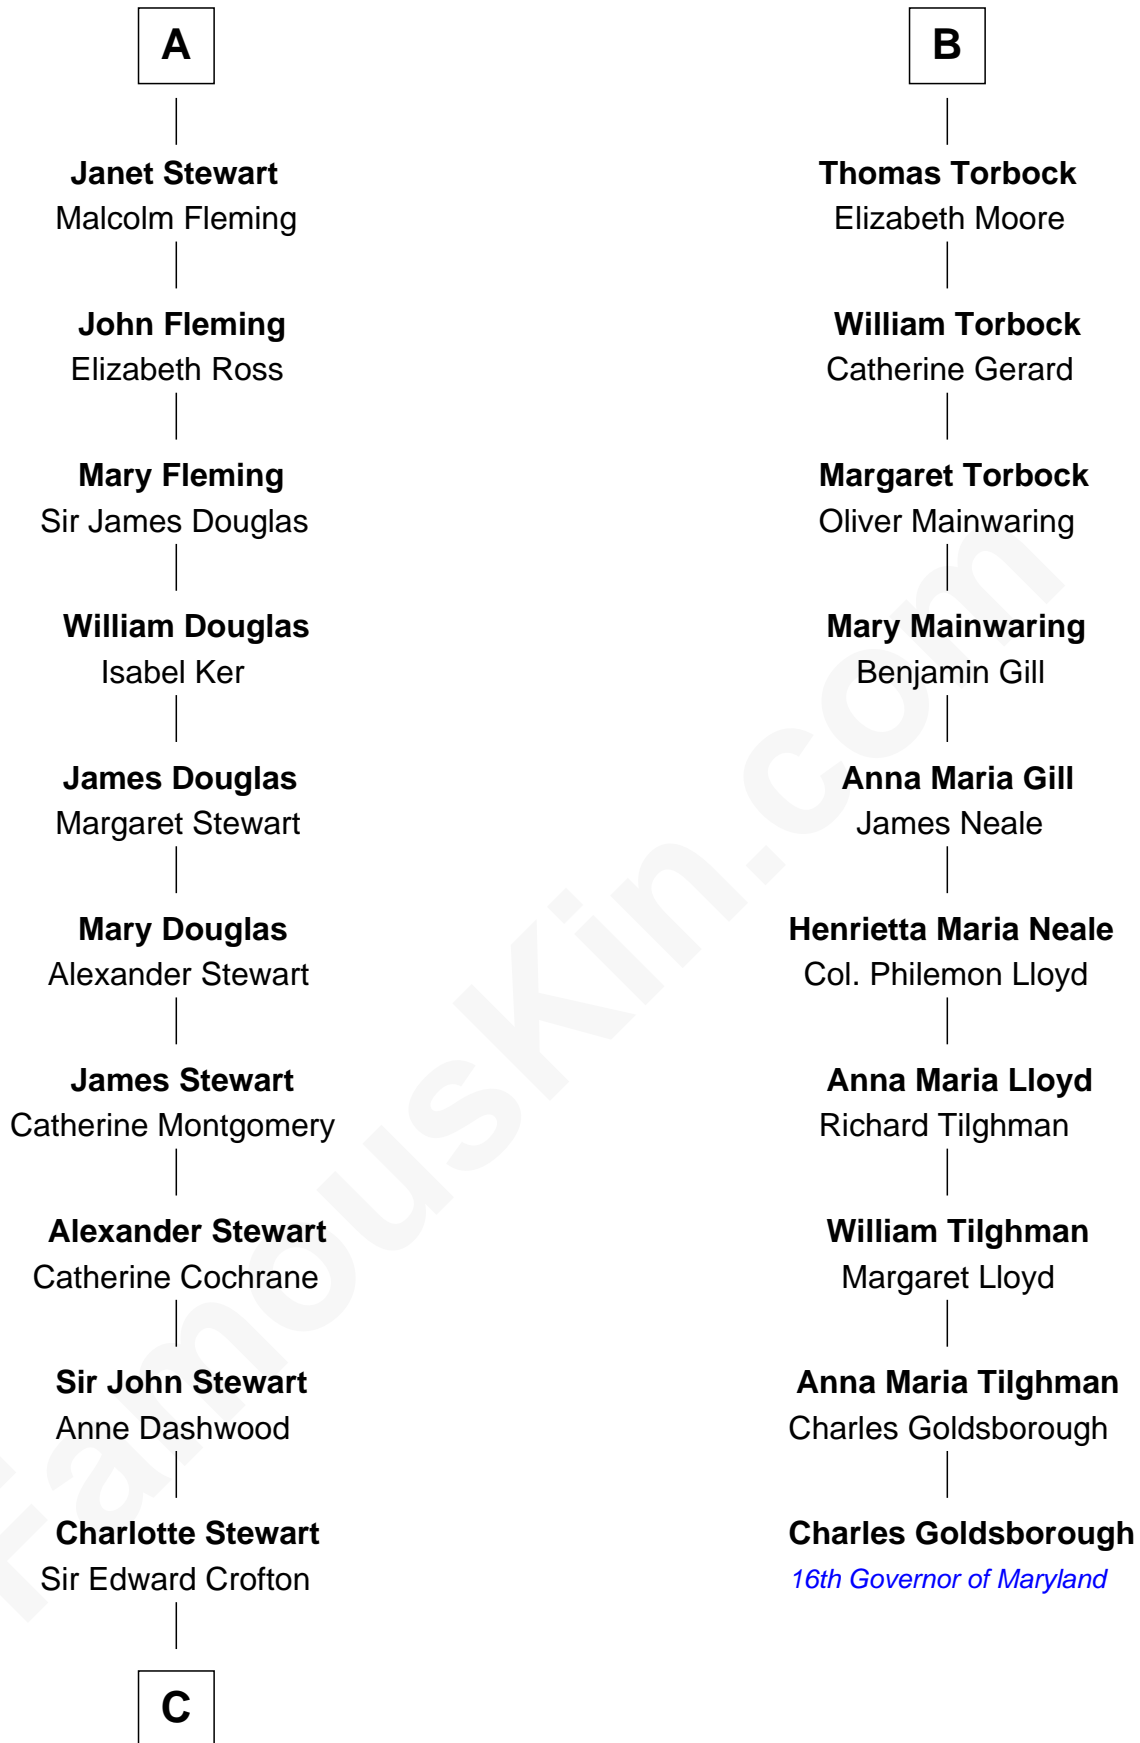 A
Janet Stewart
Malcolm Fleming
John Fleming
Elizabeth Ross
Mary Fleming
Sir James Douglas
William Douglas
Isabel Ker
James Douglas
Margaret Stewart
Mary Douglas
Alexander Stewart
James Stewart
Catherine Montgomery
Alexander Stewart
Catherine Cochrane
Sir John Stewart
Anne Dashwood
Charlotte Stewart
Sir Edward Crofton
C
B
Thomas Torbock
Elizabeth Moore
William Torbock
Catherine Gerard
Margaret Torbock
Oliver Mainwaring
Mary Mainwaring
Benjamin Gill
Anna Maria Gill
James Neale
Henrietta Maria Neale
Col. Philemon Lloyd
Anna Maria Lloyd
Richard Tilghman
William Tilghman
Margaret Lloyd
Anna Maria Tilghman
Charles Goldsborough
Charles Goldsborough
16th Governor of Maryland
FamousKin.com